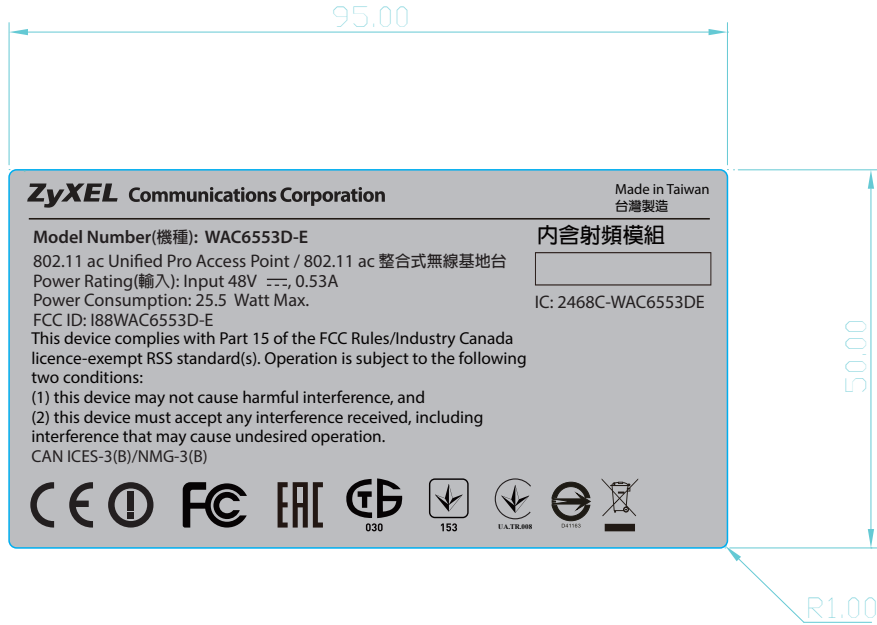 95.00
ZyXEL Communications Corporation
Made in Taiwan
台灣製造
Model Number(機種): WAC6553D-E
802.11 ac Unified Pro Access Point / 802.11 ac 整合式無線基地台
Power Rating(輸入): Input 48V ⎓, 0.53A
Power Consumption: 25.5 Watt Max.
FCC ID: I88WAC6553D-E
內含射頻模組
IC: 2468C-WAC6553DE
This device complies with Part 15 of the FCC Rules/Industry Canada
licence-exempt RSS standard(s). Operation is subject to the following
two conditions:
(1) this device may not cause harmful interference, and
(2) this device must accept any interference received, including
interference that may cause undesired operation.
CAN ICES-3(B)/NMG-3(B)
CE FC EAC
030
153
UA.TR.008
D41163
50.00
R1.00